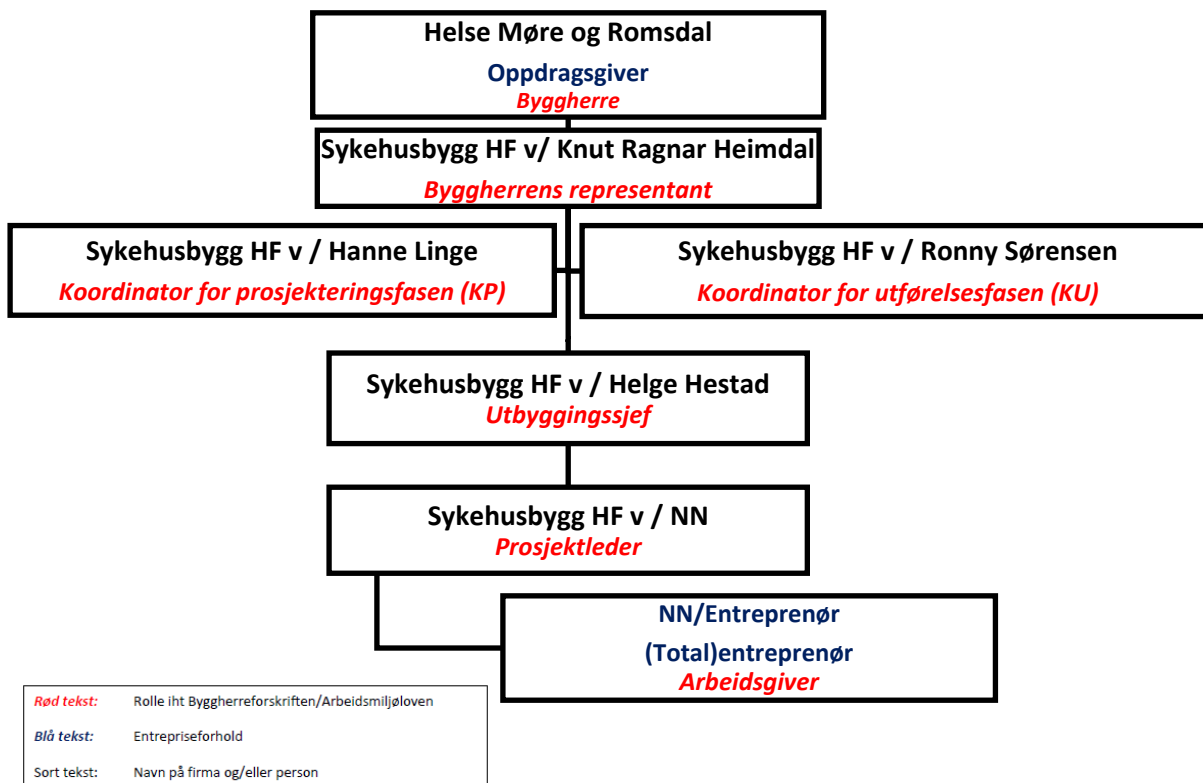 Helse Møre og Romsdal
Oppdragsgiver
Byggherre
Sykehusbygg HF v/ Knut Ragnar Heimdal
Byggherrens representant
Sykehusbygg HF v / Hanne Linge
Koordinator for prosjekteringsfasen (KP)
Sykehusbygg HF v / Ronny Sørensen
Koordinator for utførelsesfasen (KU)
Sykehusbygg HF v / Helge Hestad
Utbyggingssjef
Sykehusbygg HF v / NN
Prosjektleder
NN/Entreprenør
(Total)entreprenør
Arbeidsgiver
Rød tekst: Rolle iht Byggherreforskriften/Arbeidsmiljøloven
Blå tekst: Entrepriseforhold
Sort tekst: Navn på firma og/eller person